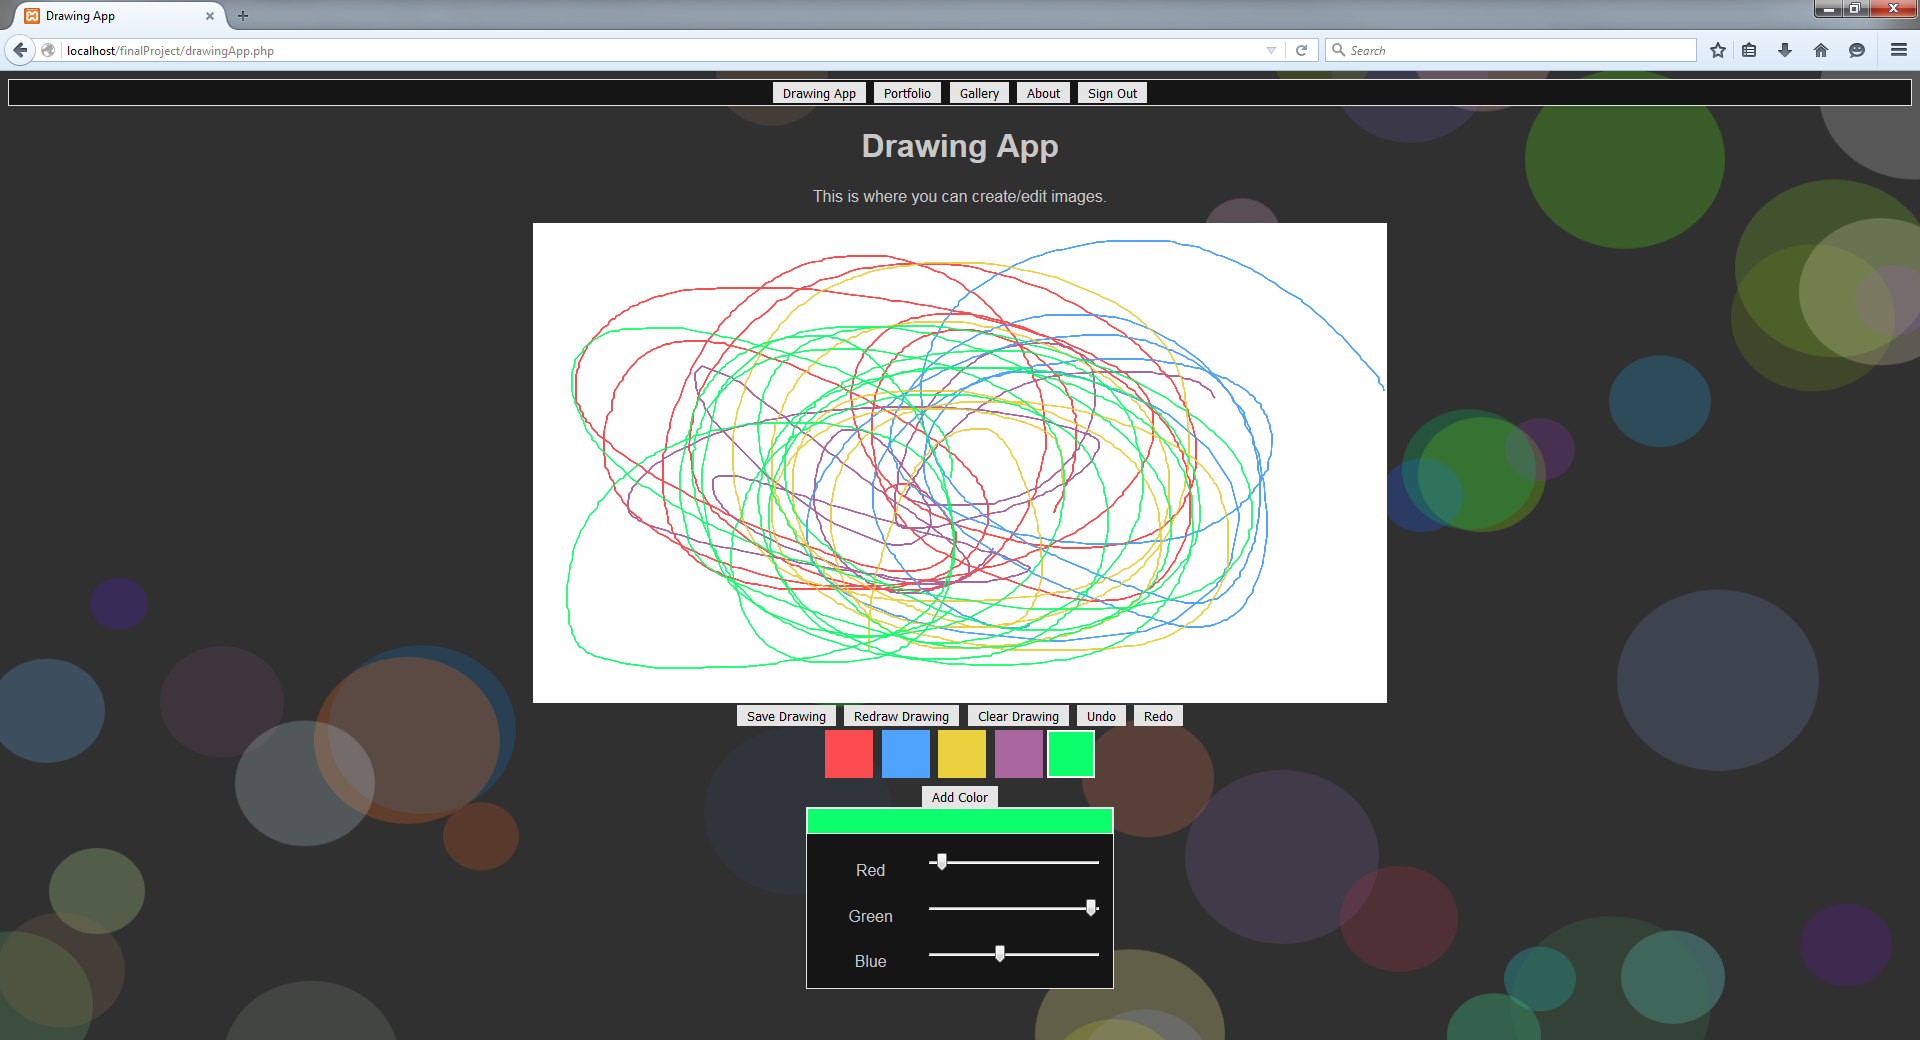 Drawing App
localhost/finalProject/drawingApp.php
Search
Drawing App Portfolio Gallery About Sign Out
Drawing App
This is where you can create/edit images.
Save Drawing Redraw Drawing Clear Drawing Undo Redo
Add Color
Red
Green
Blue